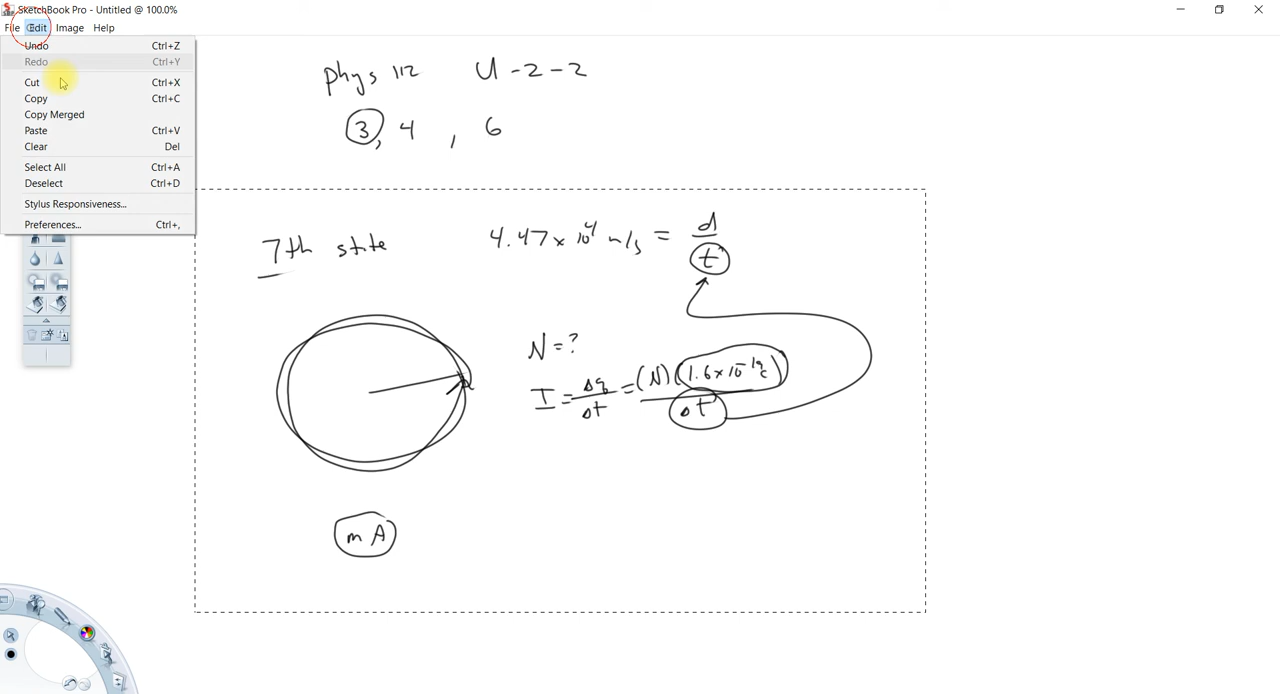 SketchBook Pro - Untitled @ 100.0%
File Edit Image Help
Undo Ctrl+Z
Redo Ctrl+Y
Cut Ctrl+X
Copy Ctrl+C
Copy Merged
Paste Ctrl+V
Clear Del
Select All Ctrl+A
Deselect Ctrl+D
Stylus Responsiveness...
Preferences... Ctrl+,
phys 112 U-2-2
3, 4, 6
7th state 4.47 x 10^4 m/s = d/t
N = ?
I = Δq/Δt = (N)(1.6 x 10^-19 C)/Δt
mA